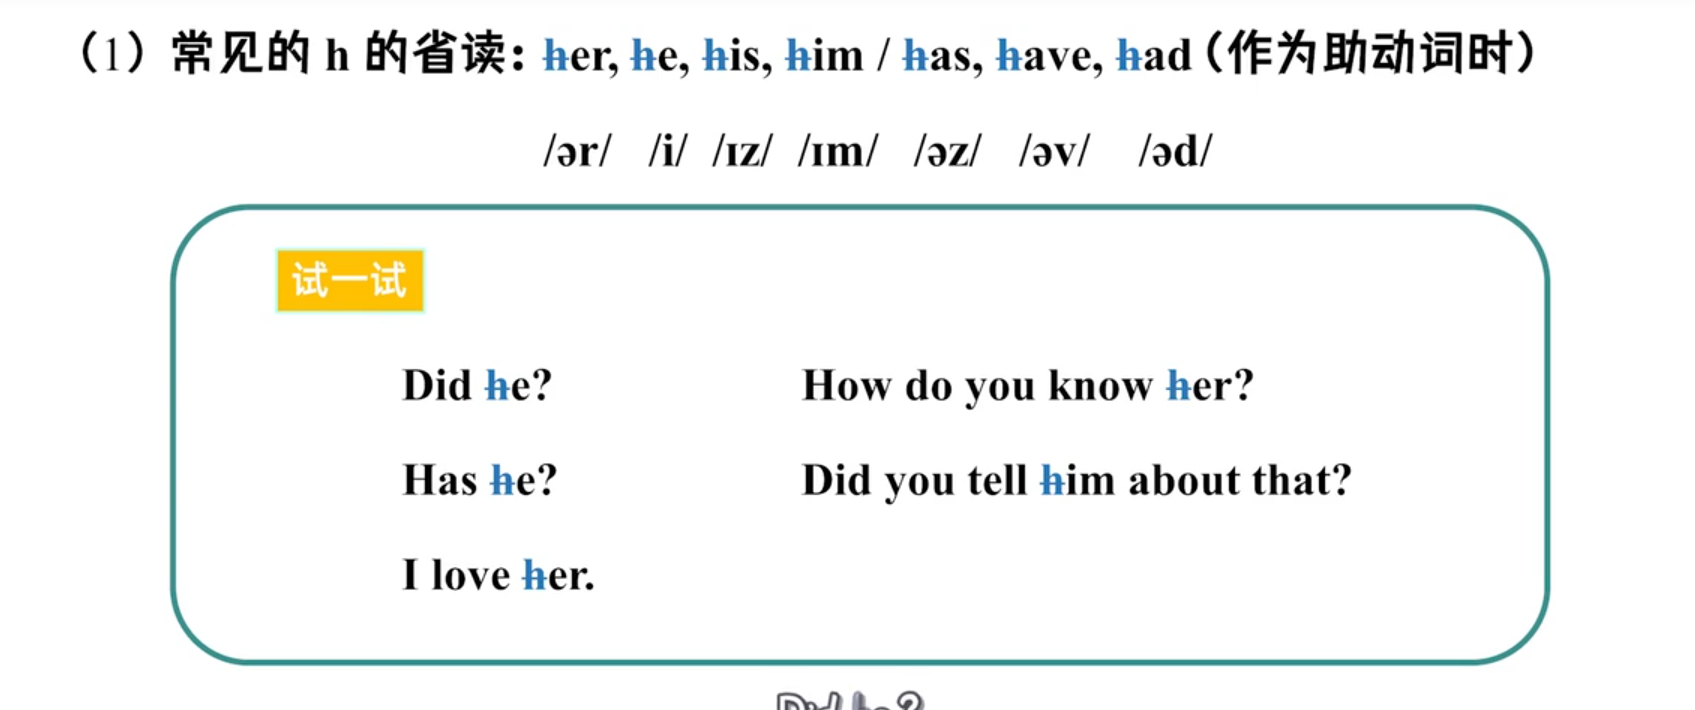 （1）常见的 h 的省读：her, he, his, him / has, have, had（作为助动词时）
/ər/ /i/ /ɪz/ /ɪm/ /əz/ /əv/ /əd/
试一试
Did he?
How do you know her?
Has he?
Did you tell him about that?
I love her.
Did he?